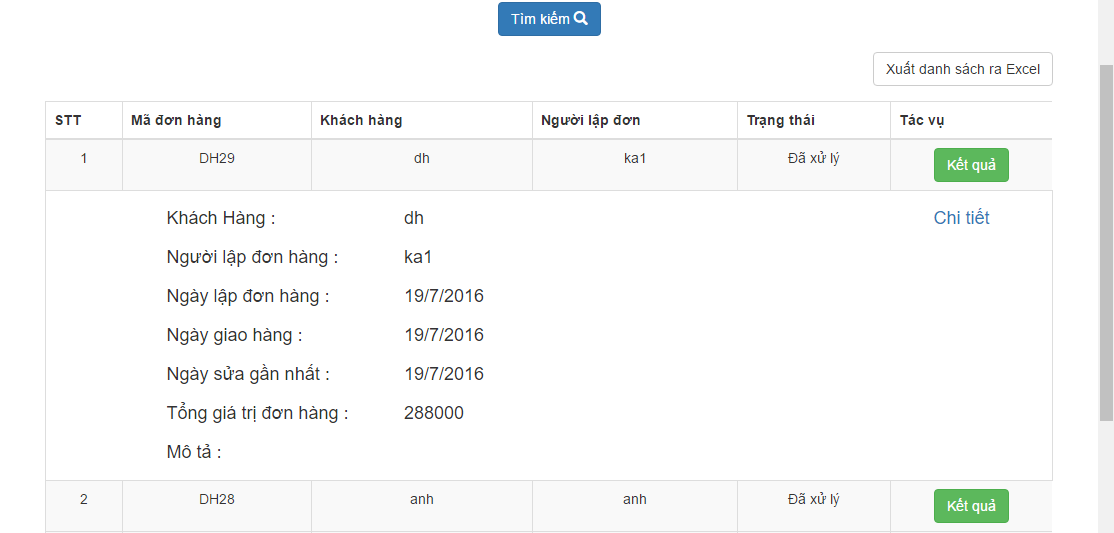 Tìm kiếm
Xuất danh sách ra Excel
STT Mã đơn hàng Khách hàng Người lập đơn Trạng thái Tác vụ
1 DH29 dh ka1 Đã xử lý Kết quả
Khách Hàng : dh Chi tiết
Người lập đơn hàng : ka1
Ngày lập đơn hàng : 19/7/2016
Ngày giao hàng : 19/7/2016
Ngày sửa gần nhất : 19/7/2016
Tổng giá trị đơn hàng : 288000
Mô tả :
2 DH28 anh anh Đã xử lý Kết quả